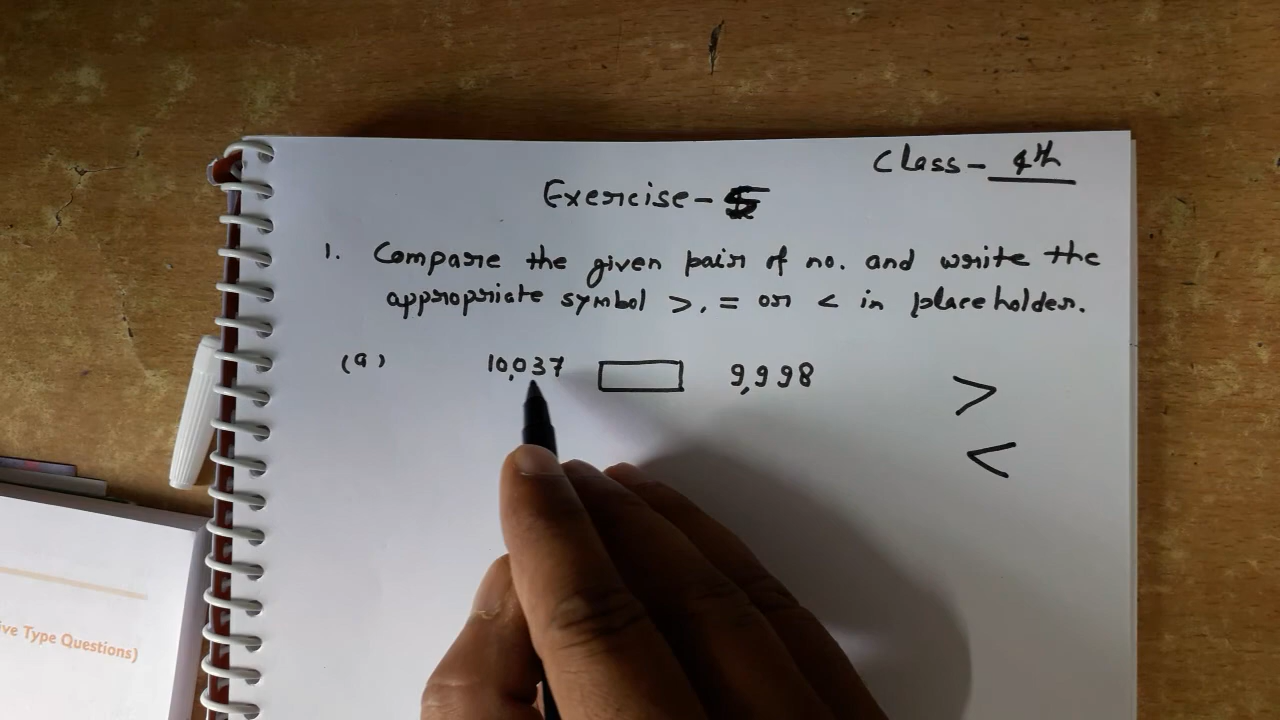 Class- 4th
Exercise- 5
1. Compare the given pair of no. and write the
appropriate symbol >, = or < in placeholder.
(a) 10,037 9,998 >
<
ive Type Questions)